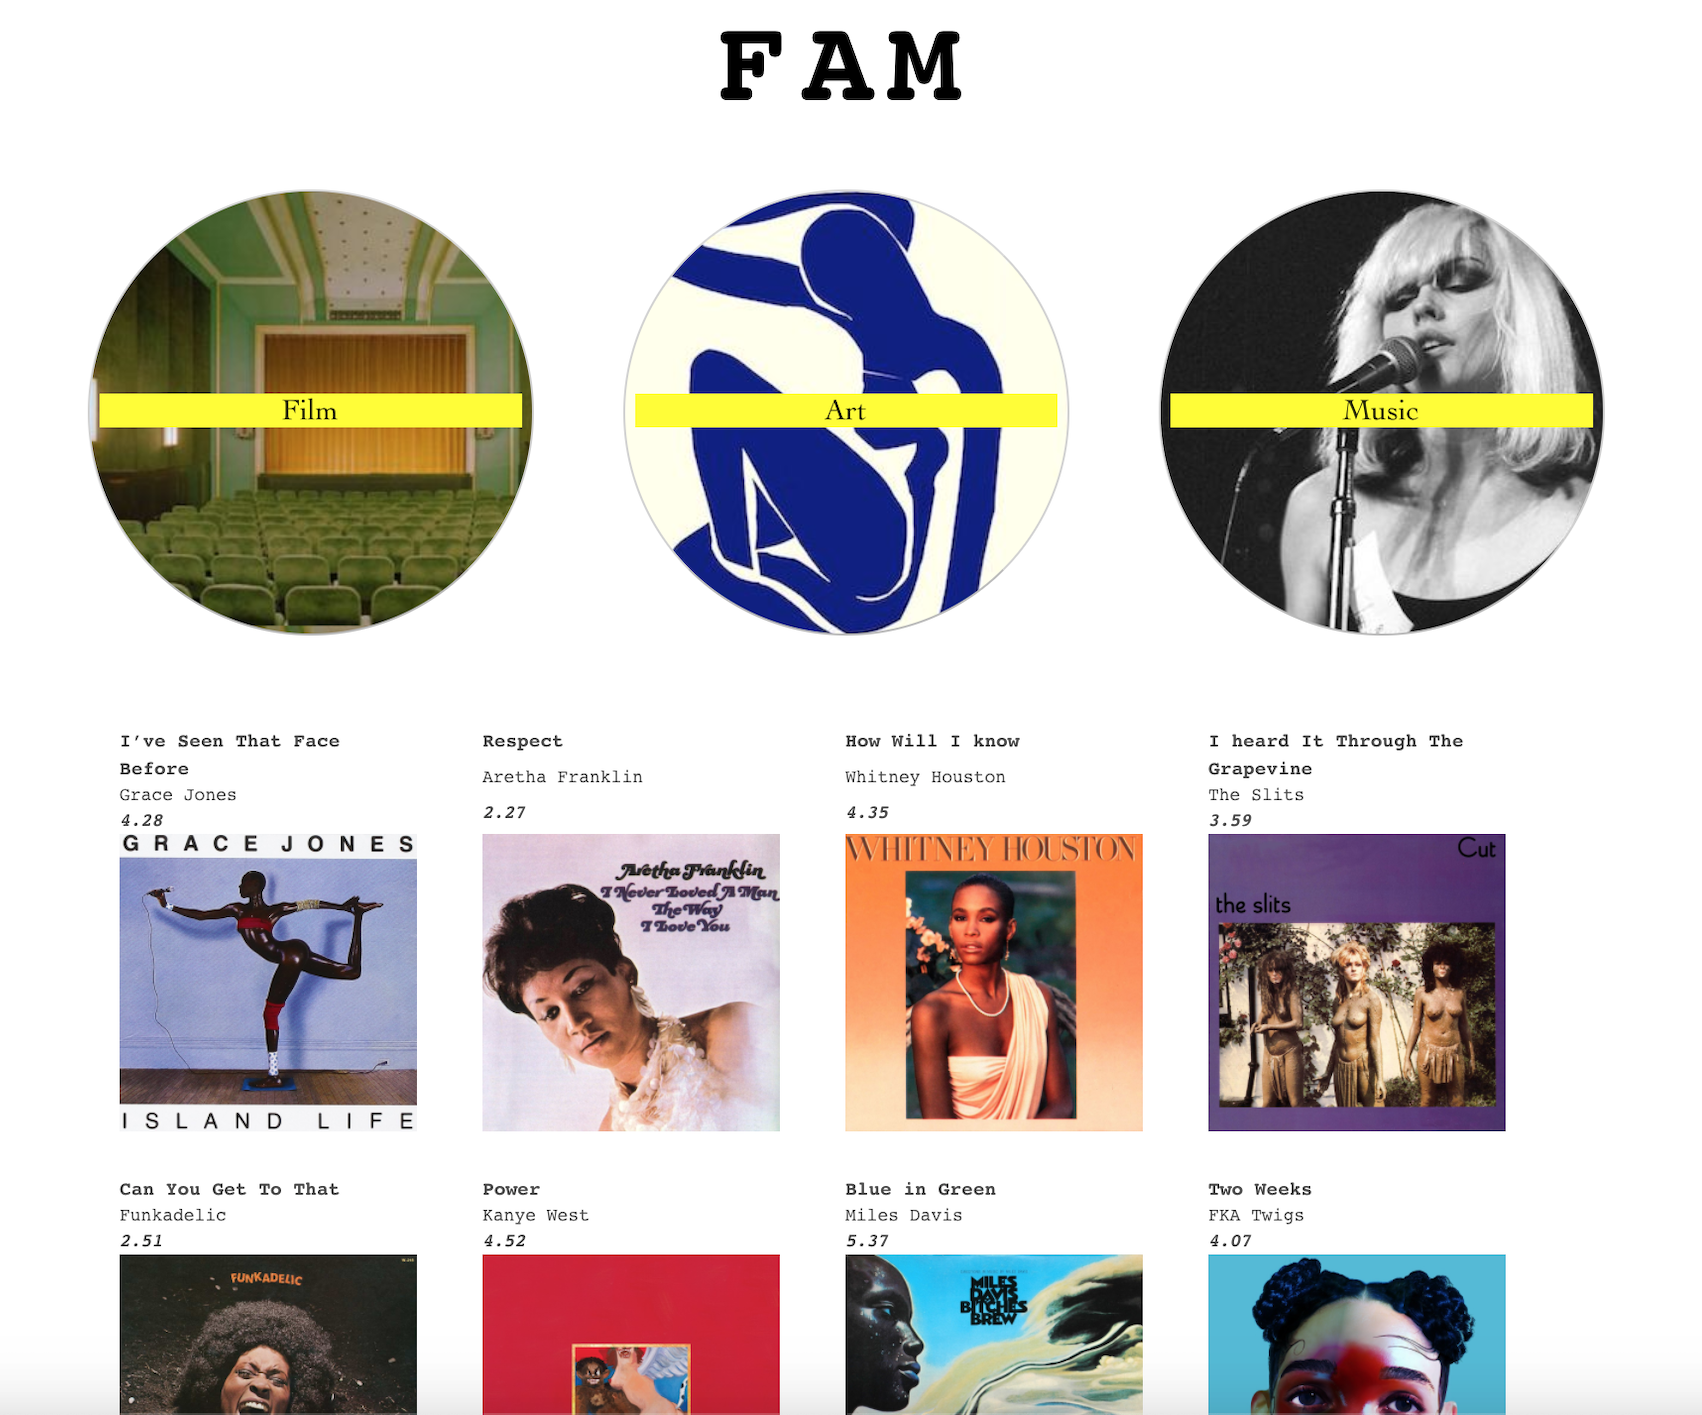 FAM
Film
Art
Music
I've Seen That Face
Before
Grace Jones
4.28
GRACE JONES
ISLAND LIFE
Respect
Aretha Franklin
2.27
Aretha Franklin
I Never Loved A Man
The Way
I Love You
How Will I know
Whitney Houston
4.35
WHITNEY HOUSTON
I heard It Through The
Grapevine
The Slits
3.59
Cut
the slits
Can You Get To That
Funkadelic
2.51
FUNKADELIC
Power
Kanye West
4.52
Blue in Green
Miles Davis
5.37
MILES
DAVIS
BITCHES
BREW
Two Weeks
FKA Twigs
4.07